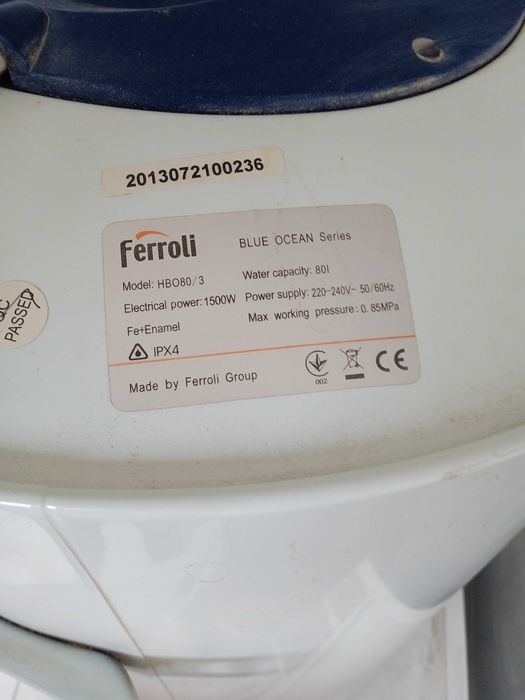 2013072100236
Ferroli
BLUE OCEAN Series
Model: HBO80/3
Water capacity: 80l
Electrical power: 1500W
Power supply: 220-240V~ 50/60Hz
Fe+Enamel
Max working pressure: 0.85MPa
IPX4
Made by Ferroli Group
002
CE
QC
PASSED